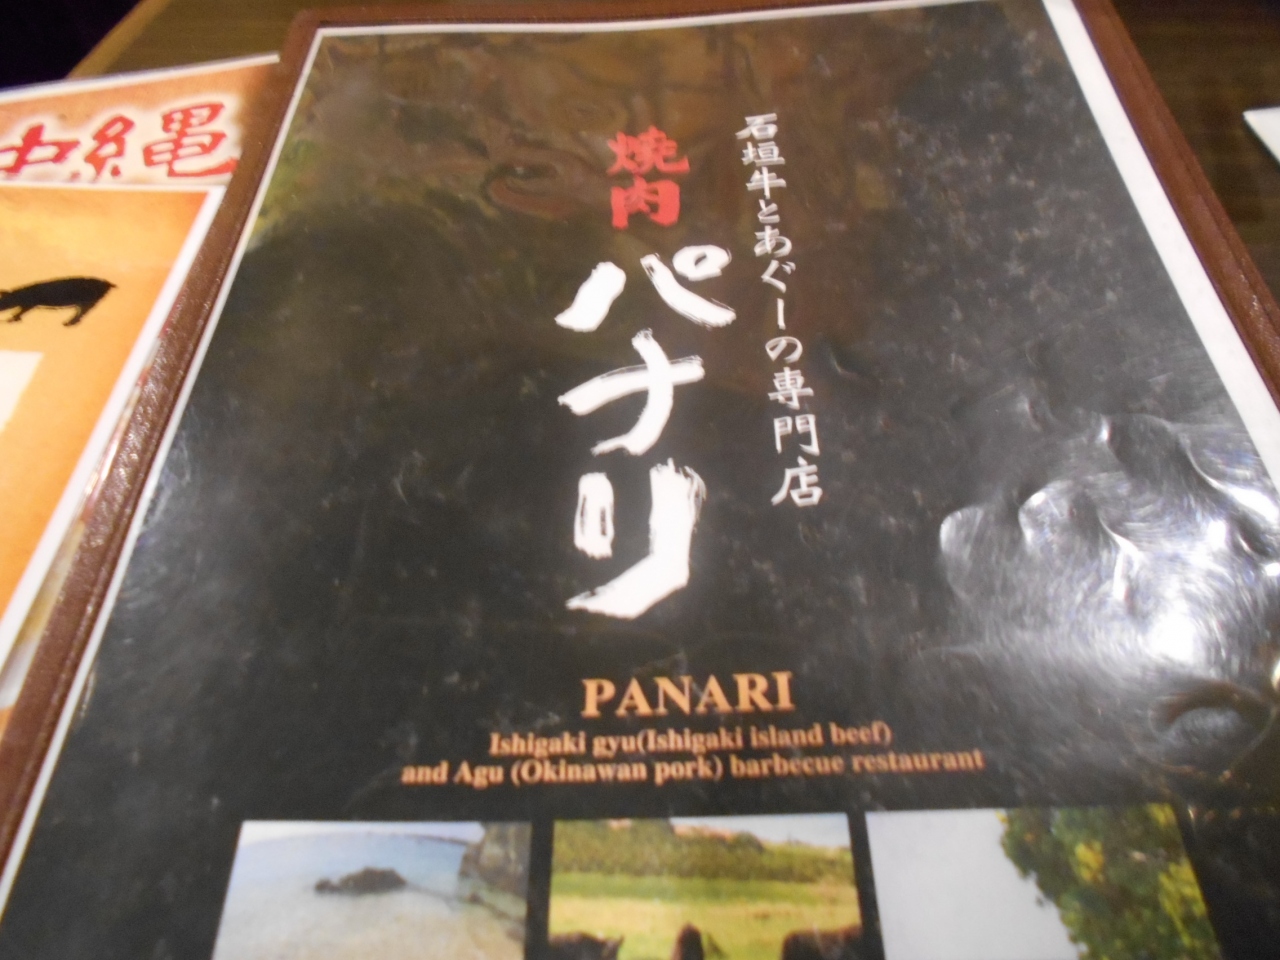 沖縄
石垣牛とあぐーの専門店
焼肉
パナリ
PANARI
Ishigaki gyu(Ishigaki island beef)
and Agu (Okinawan pork) barbecue restaurant